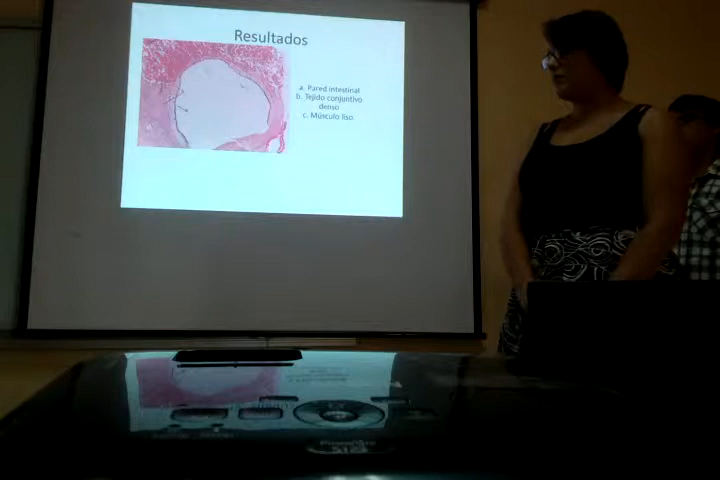 Resultados
a. Pared intestinal
b. Tejido conjuntivo
denso
c. Músculo liso